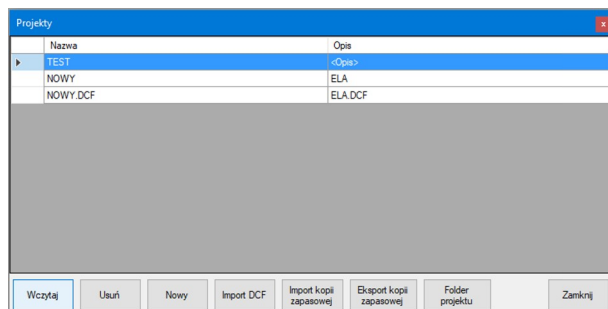 Projekty
x
Nazwa Opis
TEST <Opis>
NOWY ELA
NOWY.DCF ELA.DCF
Wczytaj Usuń Nowy Import DCF Import kopii zapasowej Eksport kopii zapasowej Folder projektu Zamknij